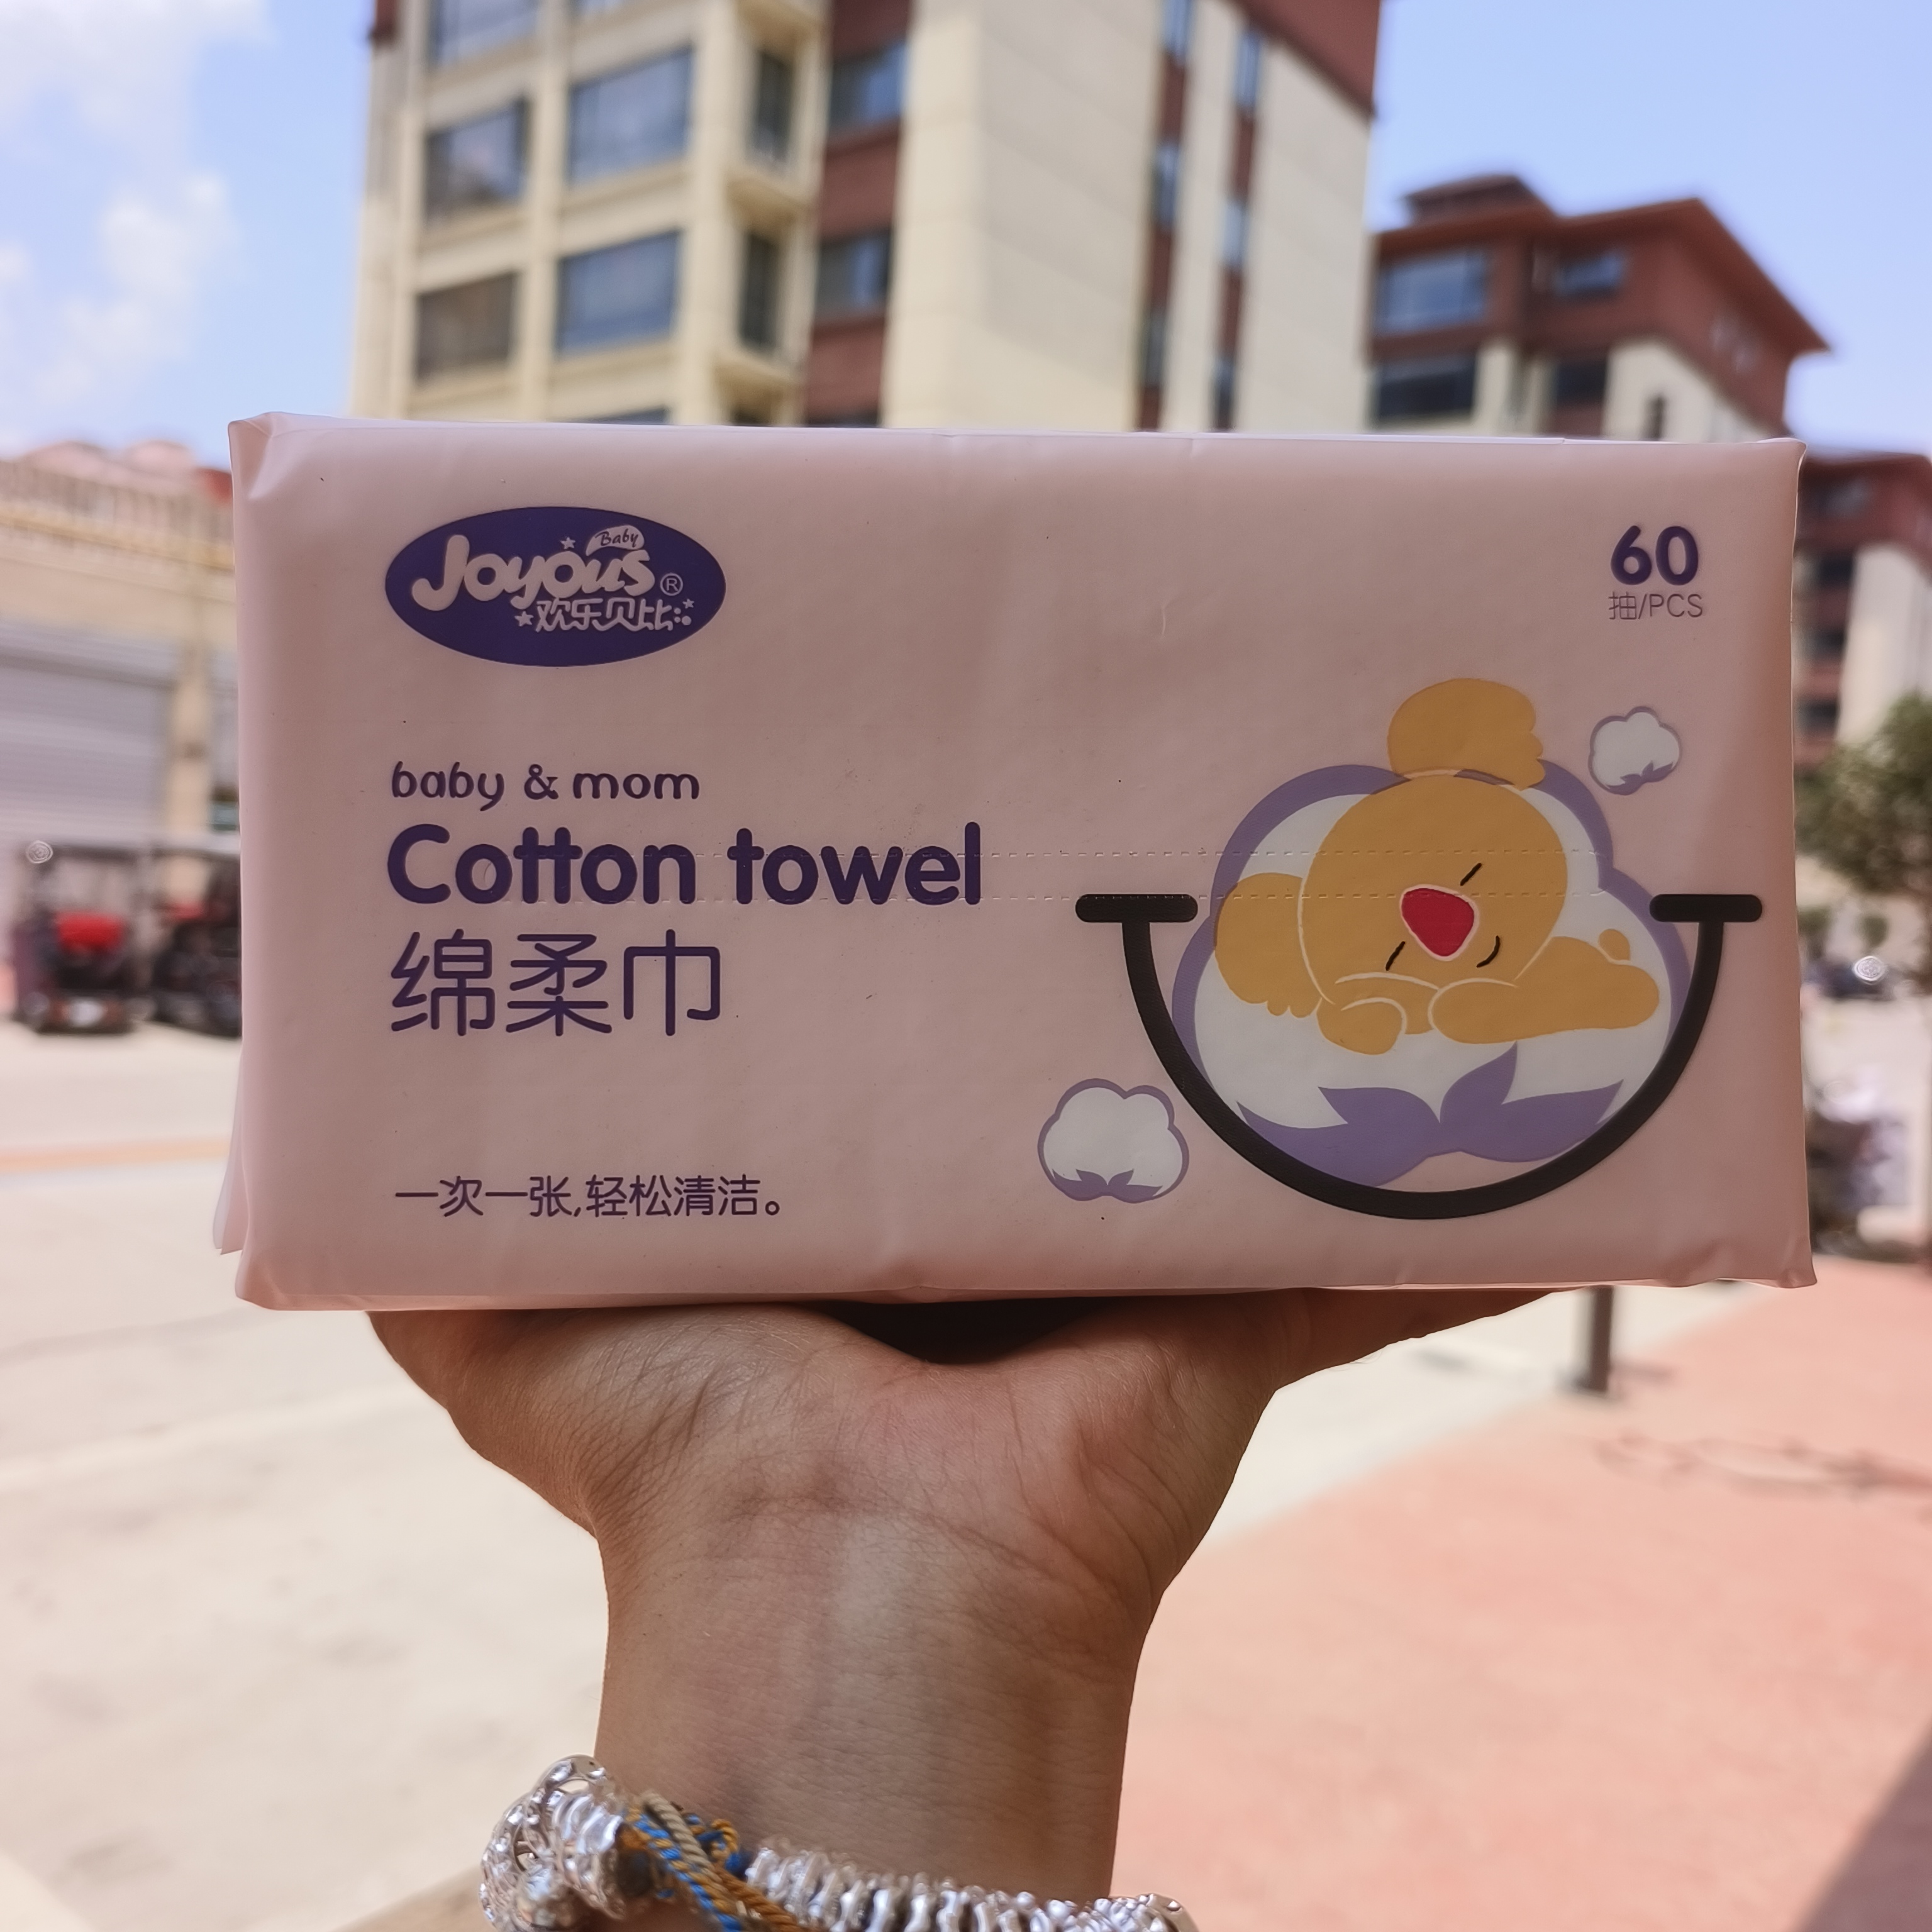 Baby
Joyous®
欢乐贝比
60
抽/PCS
baby & mom
Cotton towel
绵柔巾
一次一张,轻松清洁。